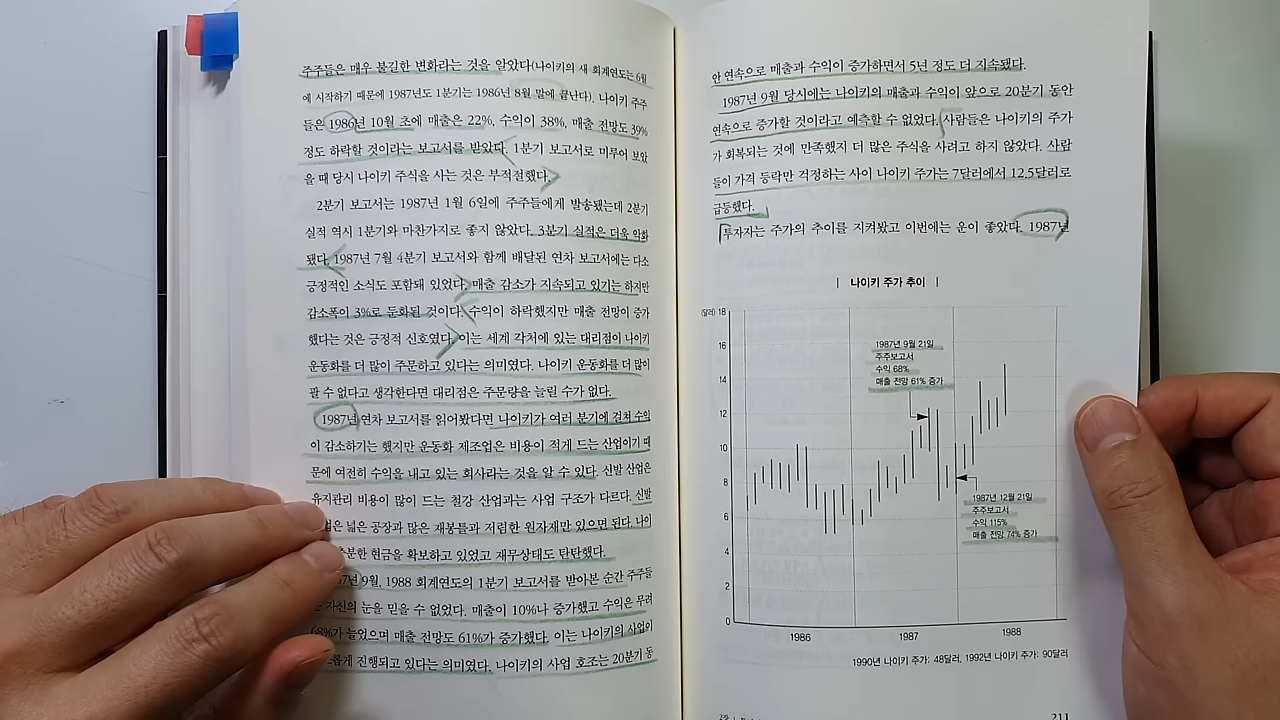 주주들은 매우 불길한 변화라는 것을 알았다(나이키의 새 회계연도는 6월
에 시작하기 때문에 1987년도 1분기는 1986년 8월 말에 끝난다). 나이키 주주
들은 1986년 10월 초에 매출은 22%, 수익이 38%, 매출 전망도 39%
정도 하락할 것이라는 보고서를 받았다. 1분기 보고서로 미루어 보았
을 때 당시 나이키 주식을 사는 것은 부적절했다.
2분기 보고서는 1987년 1월 6일에 주주들에게 발송됐는데 2분기
실적 역시 1분기와 마찬가지로 좋지 않았다. 3분기 실적은 더욱 악화
됐다. 1987년 7월 4분기 보고서와 함께 배달된 연차 보고서에는 다소
긍정적인 소식도 포함돼 있었다. 매출 감소가 지속되고 있기는 하지만
감소폭이 3%로 둔화된 것이다. 수익이 하락했지만 매출 전망이 증가
했다는 것은 긍정적 신호였다. 이는 세계 각처에 있는 대리점이 나이키
운동화를 더 많이 주문하고 있다는 의미였다. 나이키 운동화를 더 많이
팔 수 없다고 생각한다면 대리점은 주문량을 늘릴 수가 없다.
1987년 연차 보고서를 읽어봤다면 나이키가 여러 분기에 걸쳐 수익
이 감소하기는 했지만 운동화 제조업은 비용이 적게 드는 산업이기 때
문에 여전히 수익을 내고 있는 회사라는 것을 알 수 있다. 신발 산업은
유지관리 비용이 많이 드는 철강 산업과는 사업 구조가 다르다. 신발
은 넓은 공장과 많은 재봉틀과 저렴한 원자재만 있으면 된다. 나이
충분한 현금을 확보하고 있었고 재무상태도 탄탄했다.
7년 9월, 1988 회계연도의 1분기 보고서를 받아본 순간 주주들
자신의 눈을 믿을 수 없었다. 매출이 10%나 증가했고 수익은 무려
68%가 늘었으며 매출 전망도 61%가 증가했다. 이는 나이키의 사업이
롭게 진행되고 있다는 의미였다. 나이키의 사업 호조는 20분기 동
안 연속으로 매출과 수익이 증가하면서 5년 정도 더 지속됐다.
1987년 9월 당시에는 나이키의 매출과 수익이 앞으로 20분기 동안
연속으로 증가할 것이라고 예측할 수 없었다. 사람들은 나이키의 주가
가 회복되는 것에 만족했지 더 많은 주식을 사려고 하지 않았다. 사람
들이 가격 등락만 걱정하는 사이 나이키 주가는 7달러에서 12.5달러로
급등했다.
투자자는 주가의 추이를 지켜봤고 이번에는 운이 좋았다. 1987년
| 나이키 주가 추이 |
(달러) 18
16
14
12
10
8
6
4
2
0
1987년 9월 21일
주주보고서
수익 68%
매출 전망 61% 증가
1987년 12월 21일
주주보고서
수익 115%
매출 전망 74% 증가
1986 1987 1988
1990년 나이키 주가: 48달러, 1992년 나이키 주가: 90달러
211